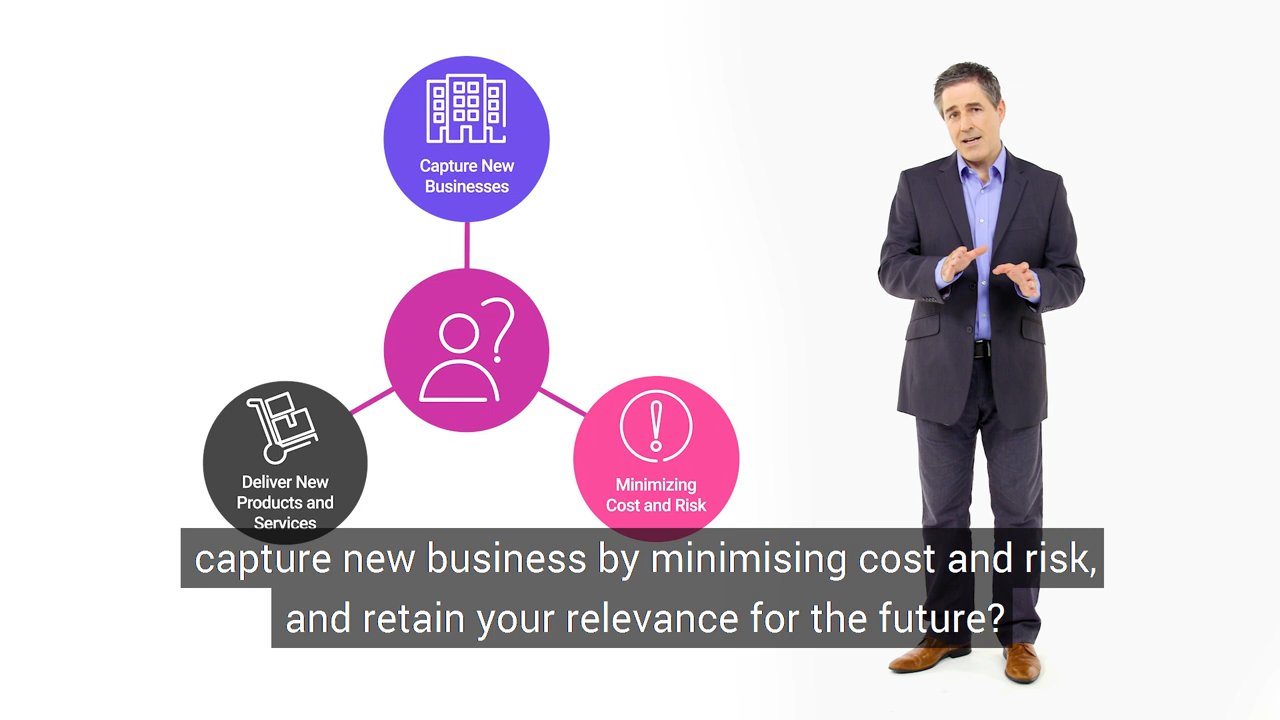 Capture New
Businesses
Deliver New
Products and
Services
Minimizing
Cost and Risk
capture new business by minimising cost and risk,
and retain your relevance for the future?